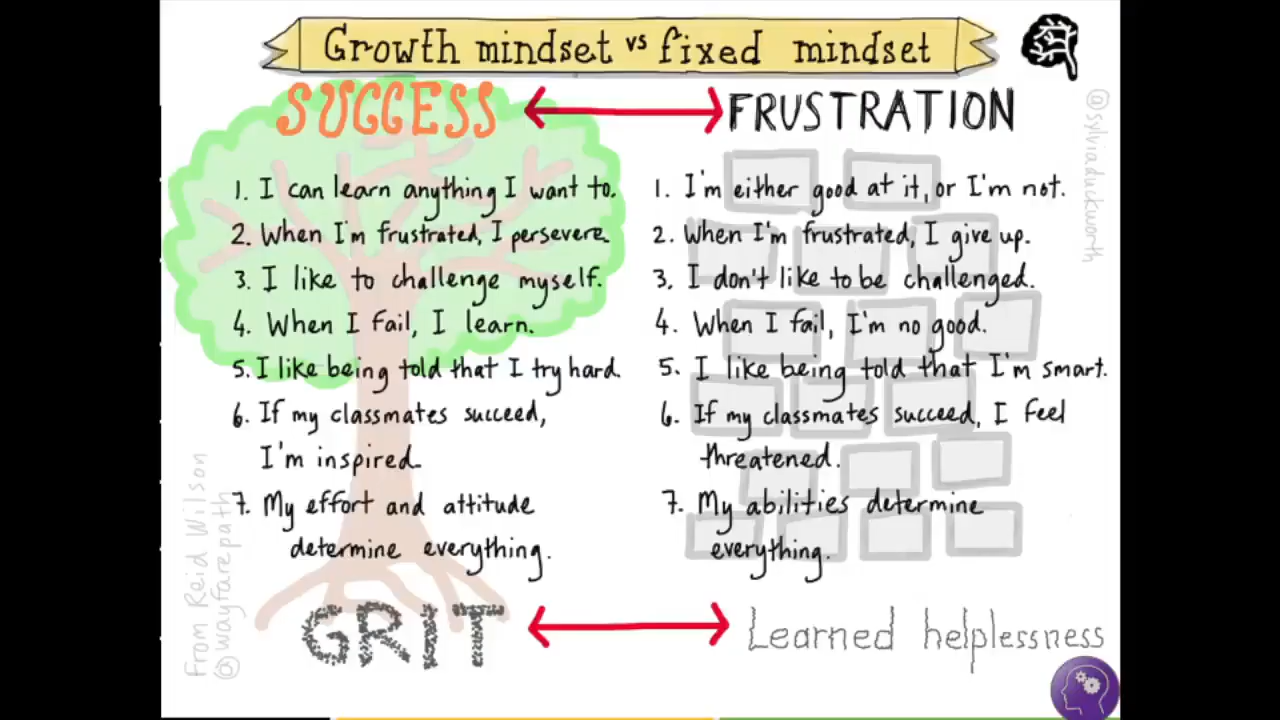 Growth mindset vs fixed mindset
SUCCESS
FRUSTRATION
1. I can learn anything I want to.
2. When I'm frustrated, I persevere.
3. I like to challenge myself.
4. When I fail, I learn.
5. I like being told that I try hard.
6. If my classmates succeed,
I'm inspired.
7. My effort and attitude
determine everything.
GRIT
1. I'm either good at it, or I'm not.
2. When I'm frustrated, I give up.
3. I don't like to be challenged.
4. When I fail, I'm no good.
5. I like being told that I'm smart.
6. If my classmates succeed, I feel
threatened.
7. My abilities determine
everything.
Learned helplessness
@sylviaduckworth
From Reid Wilson
@wayfarepath